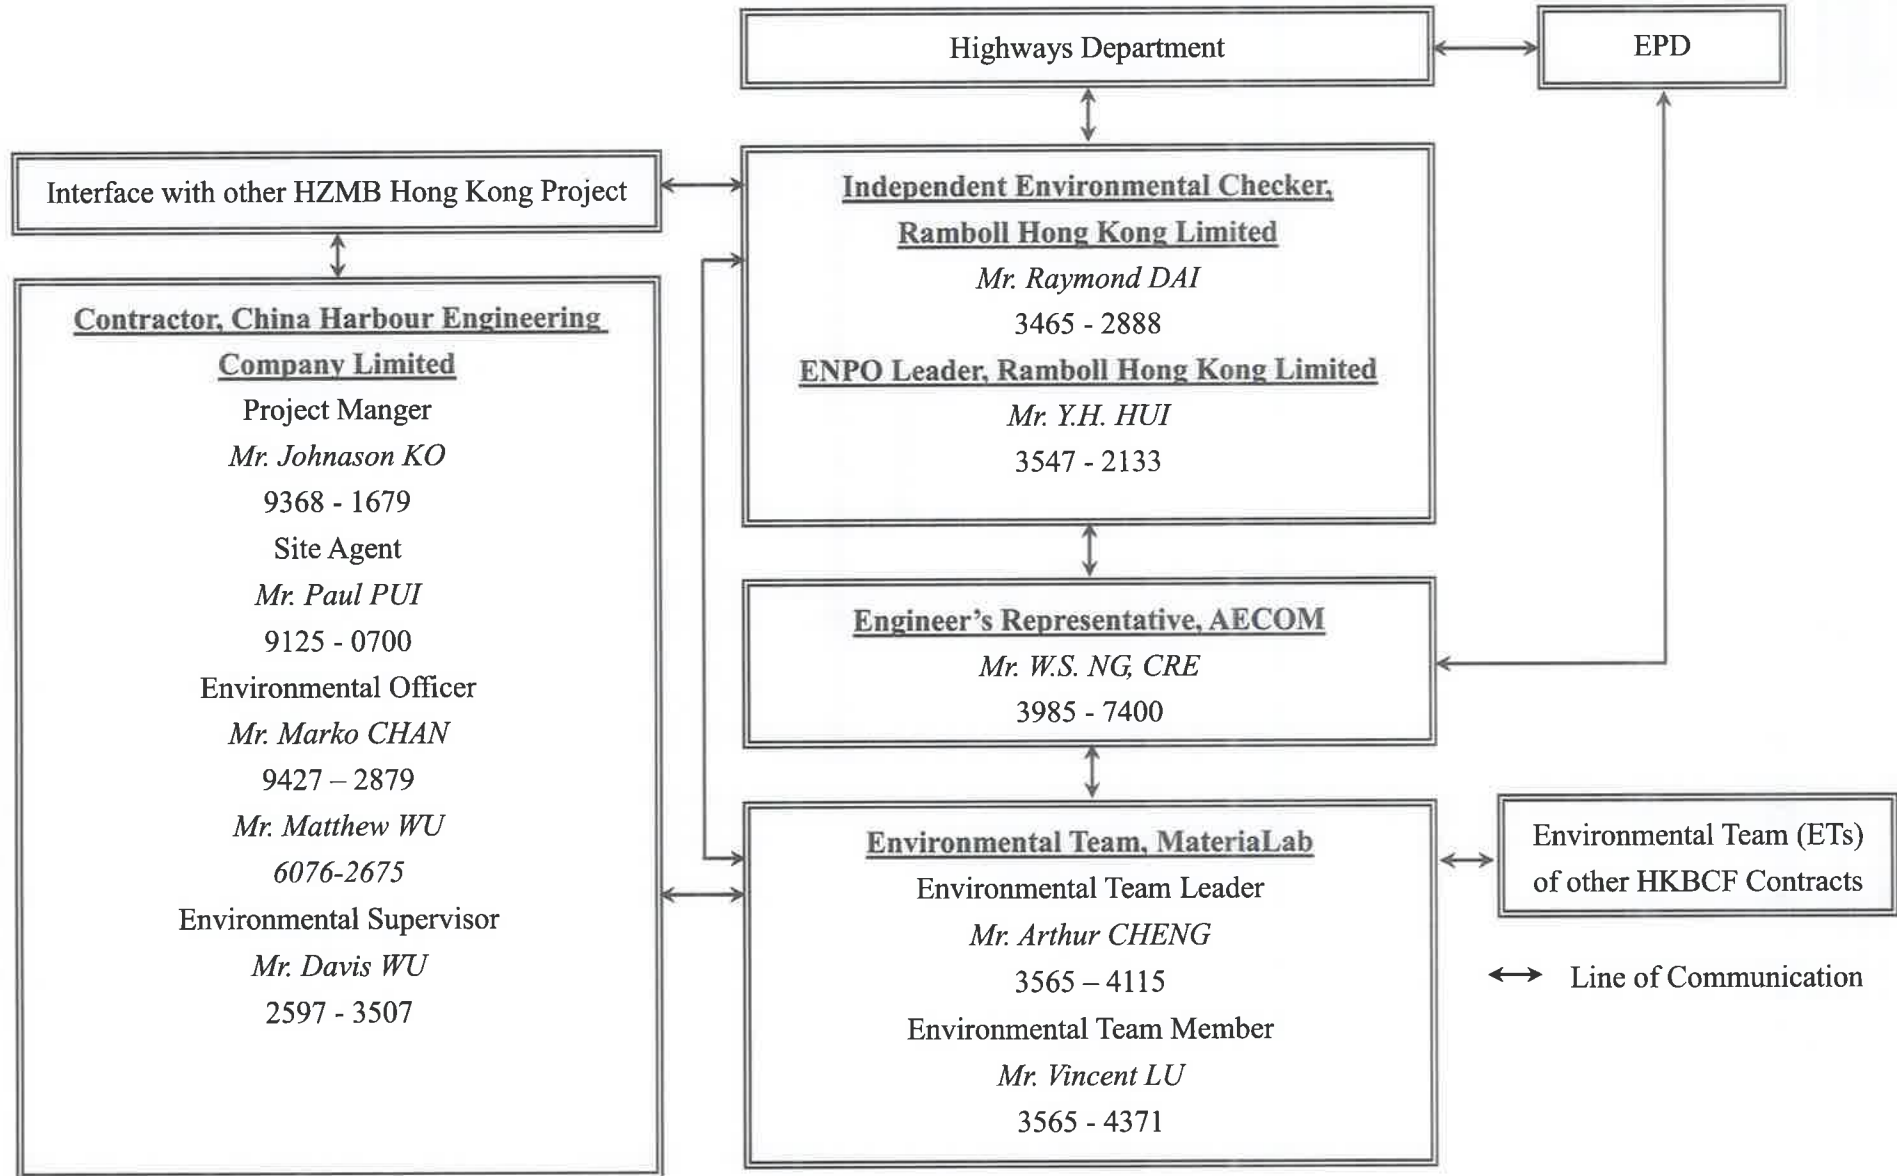 Highways Department
EPD
Interface with other HZMB Hong Kong Project
Independent Environmental Checker,
Ramboll Hong Kong Limited
Mr. Raymond DAI
3465 - 2888
ENPO Leader, Ramboll Hong Kong Limited
Mr. Y.H. HUI
3547 - 2133
Contractor, China Harbour Engineering
Company Limited
Project Manger
Mr. Johnason KO
9368 - 1679
Site Agent
Mr. Paul PUI
9125 - 0700
Environmental Officer
Mr. Marko CHAN
9427 – 2879
Mr. Matthew WU
6076-2675
Environmental Supervisor
Mr. Davis WU
2597 - 3507
Engineer’s Representative, AECOM
Mr. W.S. NG, CRE
3985 - 7400
Environmental Team, MateriaLab
Environmental Team Leader
Mr. Arthur CHENG
3565 – 4115
Environmental Team Member
Mr. Vincent LU
3565 - 4371
Environmental Team (ETs)
of other HKBCF Contracts
Line of Communication